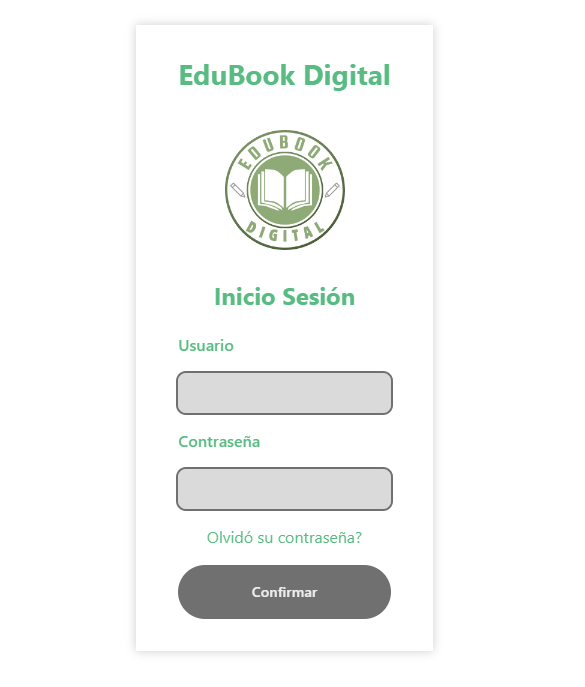 EduBook Digital
EDUBOOK
DIGITAL
Inicio Sesión
Usuario
Contraseña
Olvidó su contraseña?
Confirmar